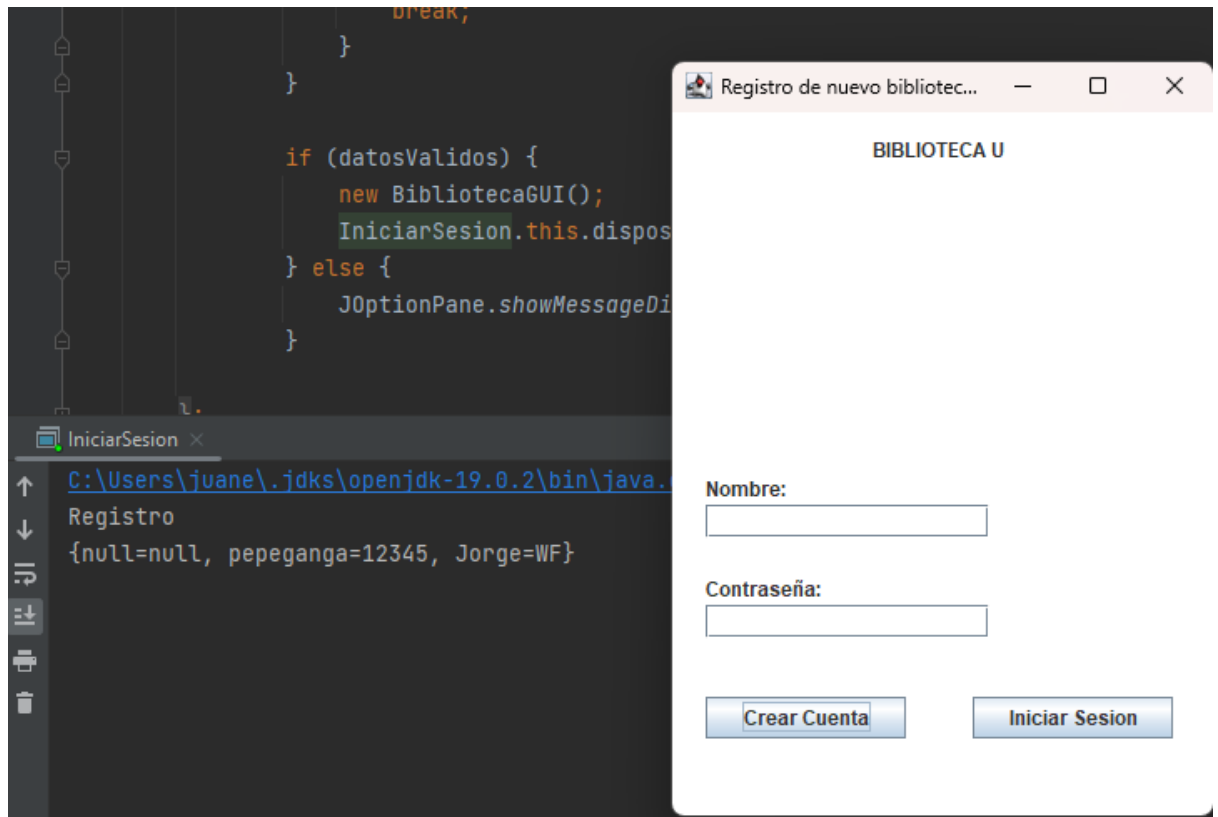 break;
}
}
if (datosValidos) {
new BibliotecaGUI();
IniciarSesion.this.dispos
} else {
JOptionPane.showMessageDi
}
};
IniciarSesion
C:\Users\juane\.jdks\openjdk-19.0.2\bin\java.
Registro
{null=null, pepeganga=12345, Jorge=WF}
Registro de nuevo bibliotec...
BIBLIOTECA U
Nombre:
Contraseña:
Crear Cuenta
Iniciar Sesion